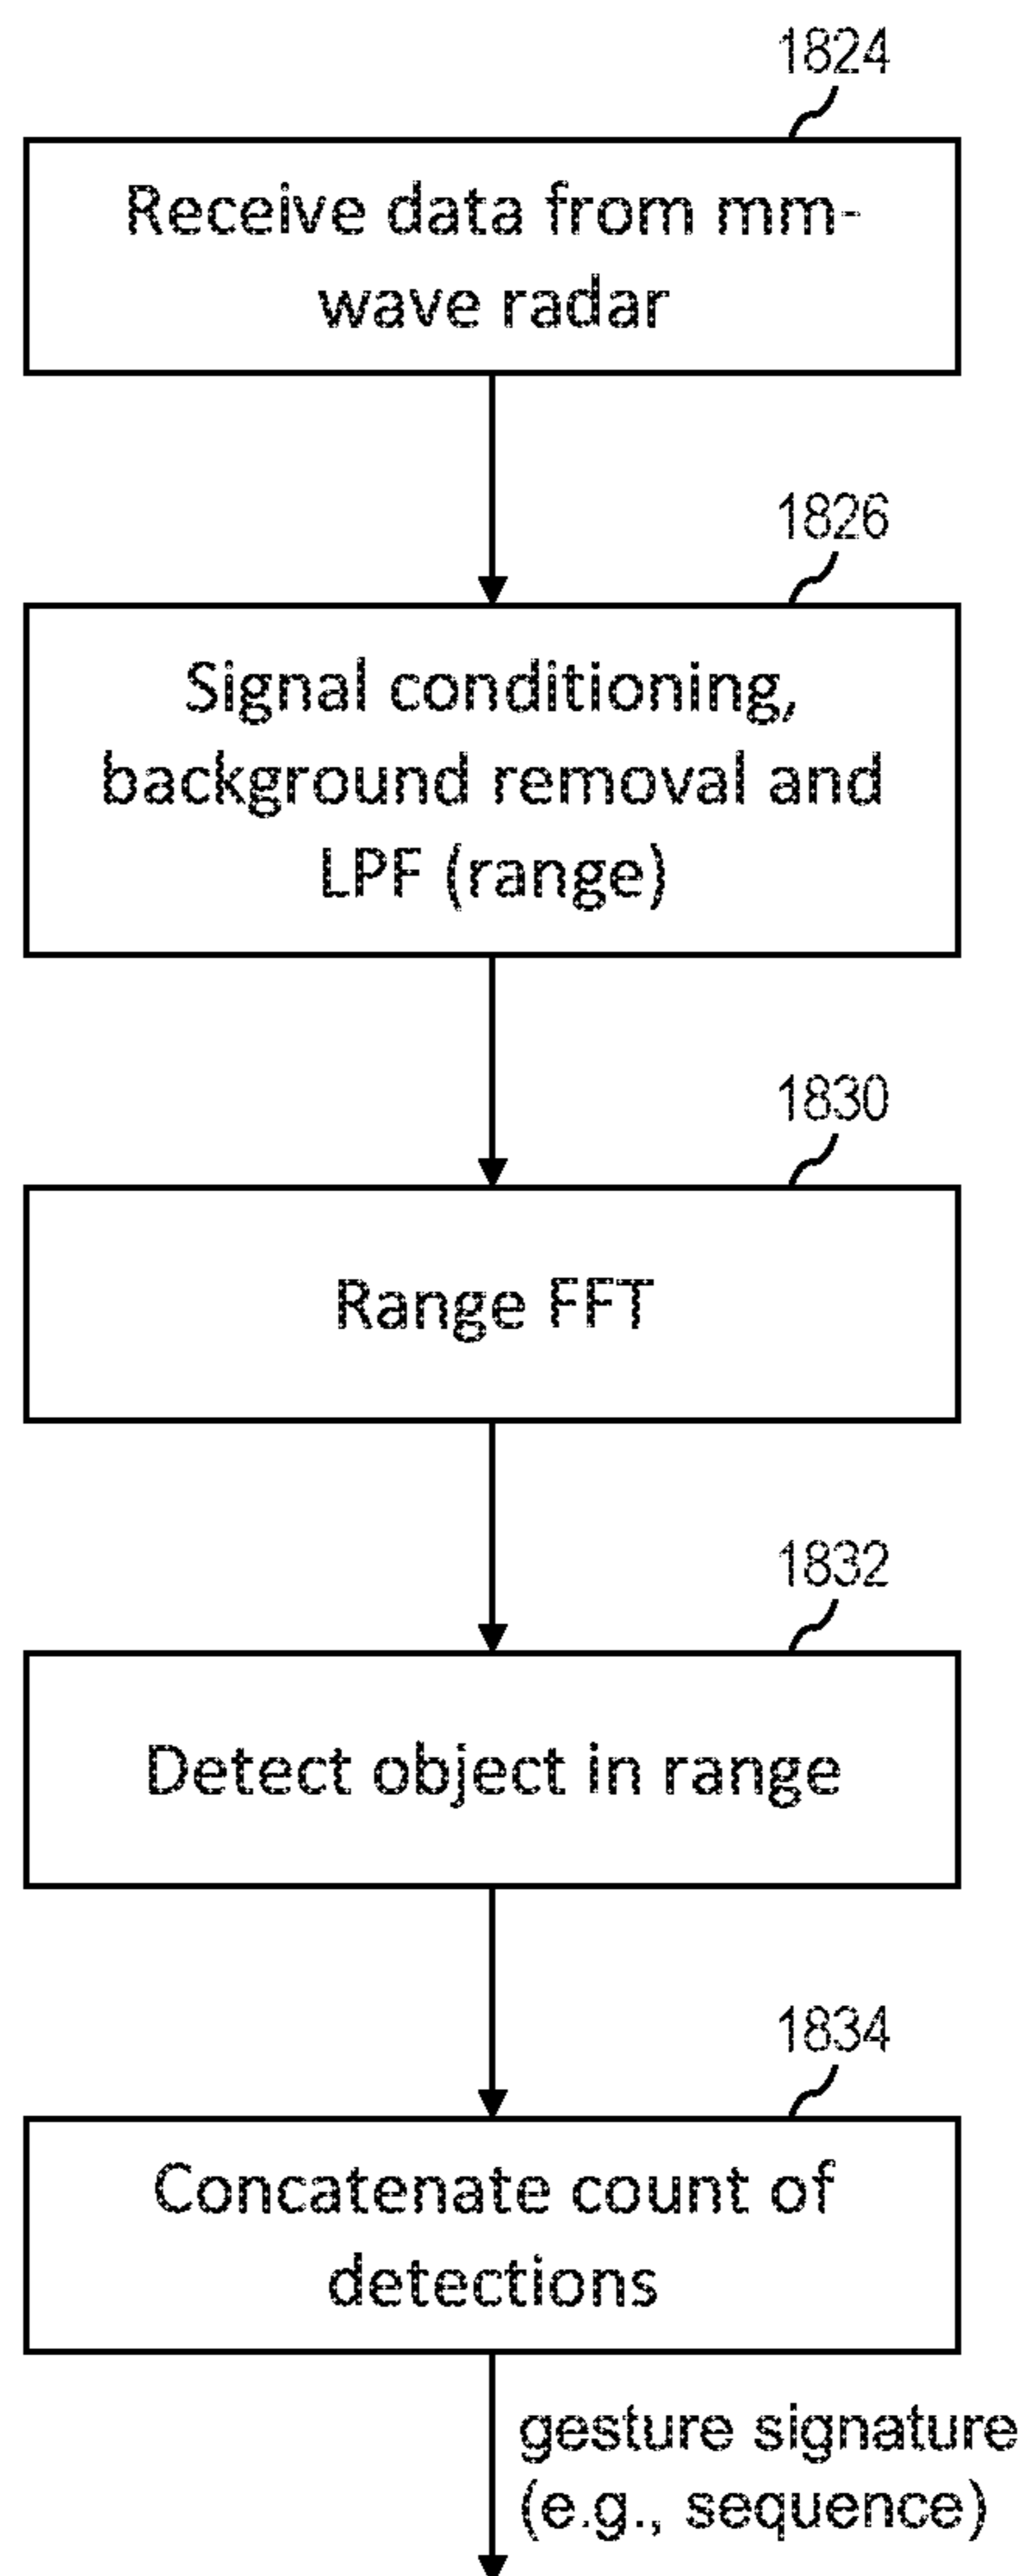 1824
Receive data from mm-
wave radar
1826
Signal conditioning,
background removal and
LPF (range)
1830
Range FFT
1832
Detect object in range
1834
Concatenate count of
detections
gesture signature
(e.g., sequence)